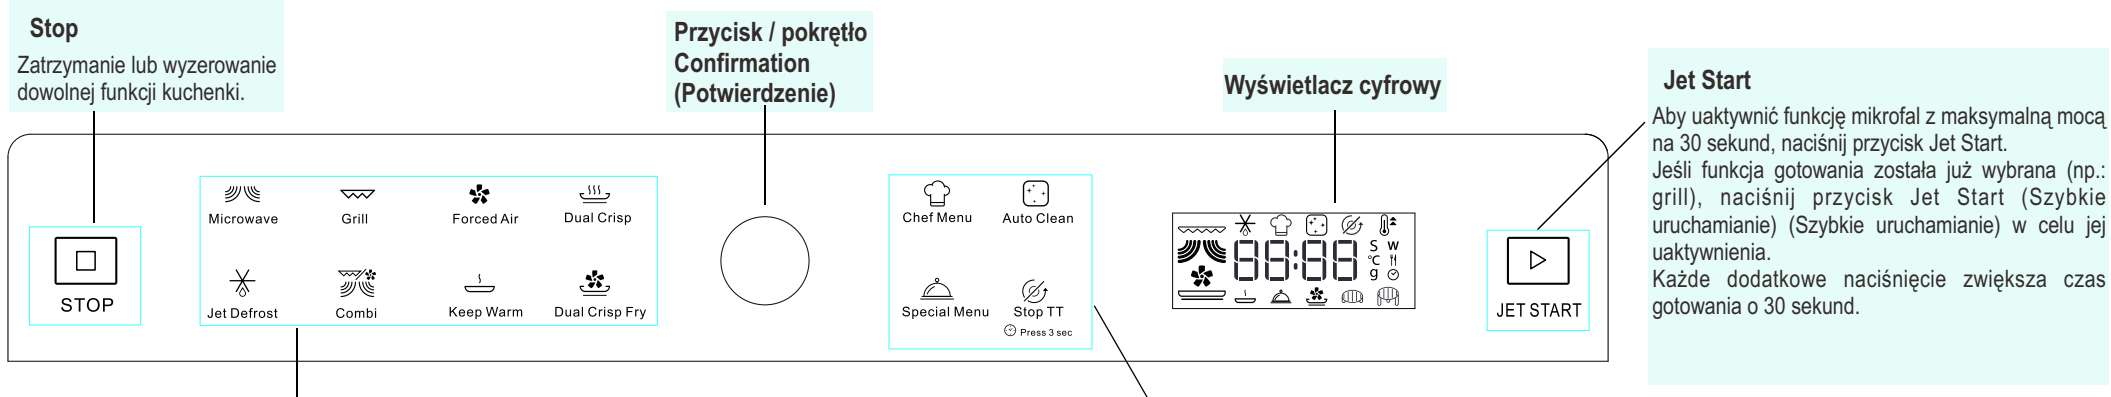 Stop
Zatrzymanie lub wyzerowanie
dowolnej funkcji kuchenki.
Przycisk / pokrętło
Confirmation
(Potwierdzenie)
Wyświetlacz cyfrowy
Jet Start
Aby uaktywnić funkcję mikrofal z maksymalną mocą
na 30 sekund, naciśnij przycisk Jet Start.
Jeśli funkcja gotowania została już wybrana (np.:
grill), naciśnij przycisk Jet Start (Szybkie
uruchamianie) (Szybkie uruchamianie) w celu jej
uaktywnienia.
Każde dodatkowe naciśnięcie zwiększa czas
gotowania o 30 sekund.
STOP
Microwave
Grill
Forced Air
Dual Crisp
Jet Defrost
Combi
Keep Warm
Dual Crisp Fry
Chef Menu
Auto Clean
Special Menu
Stop TT
Press 3 sec
88:88
S W
°C
g
JET START